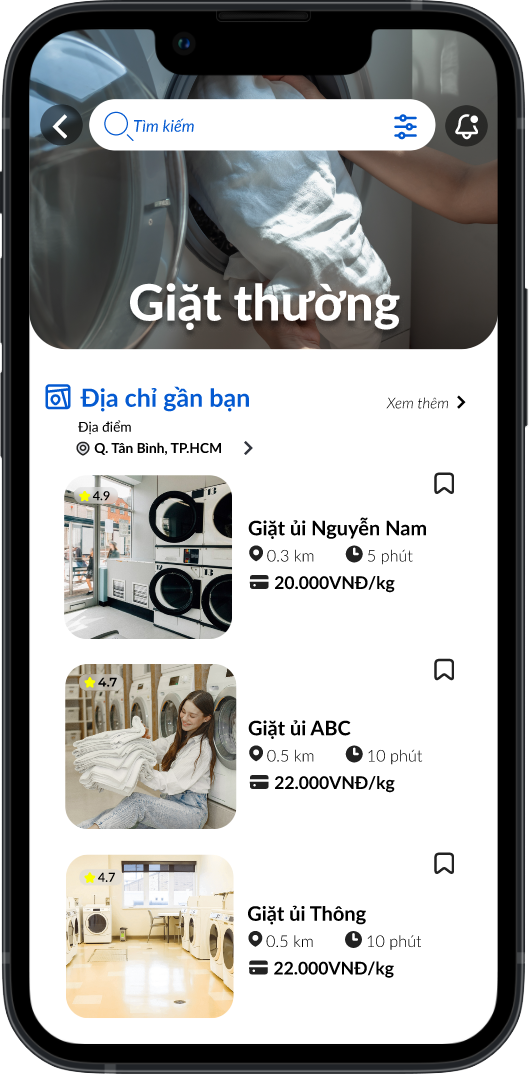 Tìm kiếm
Giặt thường
Địa chỉ gần bạn
Xem thêm
Địa điểm
Q. Tân Bình, TP.HCM
4.9
Giặt ủi Nguyễn Nam
0.3 km 5 phút
20.000VNĐ/kg
4.7
Giặt ủi ABC
0.5 km 10 phút
22.000VNĐ/kg
4.7
Giặt ủi Thông
0.5 km 10 phút
22.000VNĐ/kg